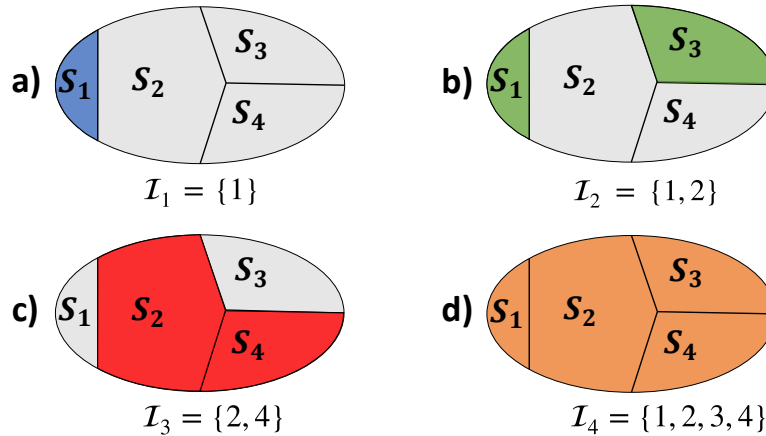 a) S₁ S₂ S₃ S₄
ℐ₁ = {1}
b) S₁ S₂ S₃ S₄
ℐ₂ = {1, 2}
c) S₁ S₂ S₃ S₄
ℐ₃ = {2, 4}
d) S₁ S₂ S₃ S₄
ℐ₄ = {1, 2, 3, 4}